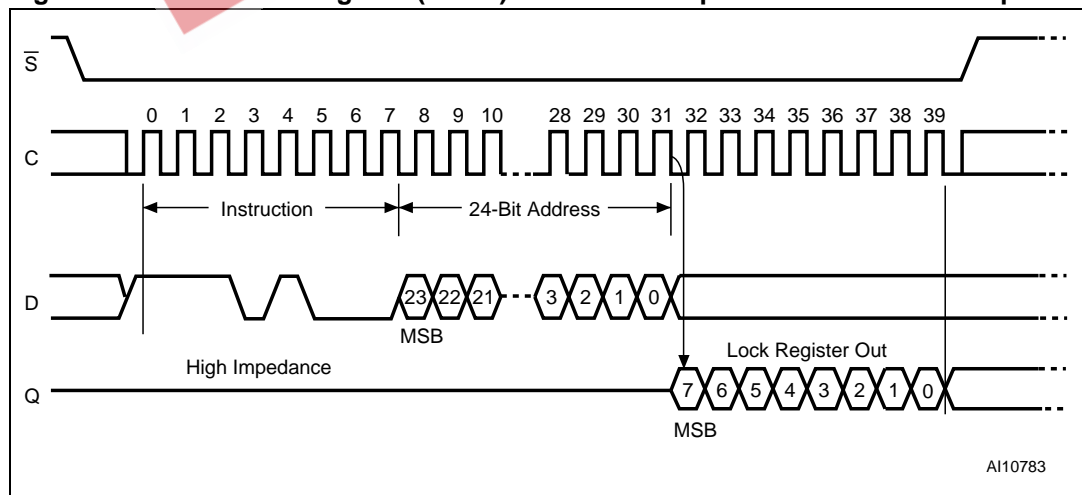 S
0 1 2 3 4 5 6 7 8 9 10 28 29 30 31 32 33 34 35 36 37 38 39
C
Instruction 24-Bit Address
D
23 22 21 3 2 1 0
MSB
High Impedance Lock Register Out
Q
7 6 5 4 3 2 1 0
MSB
AI10783